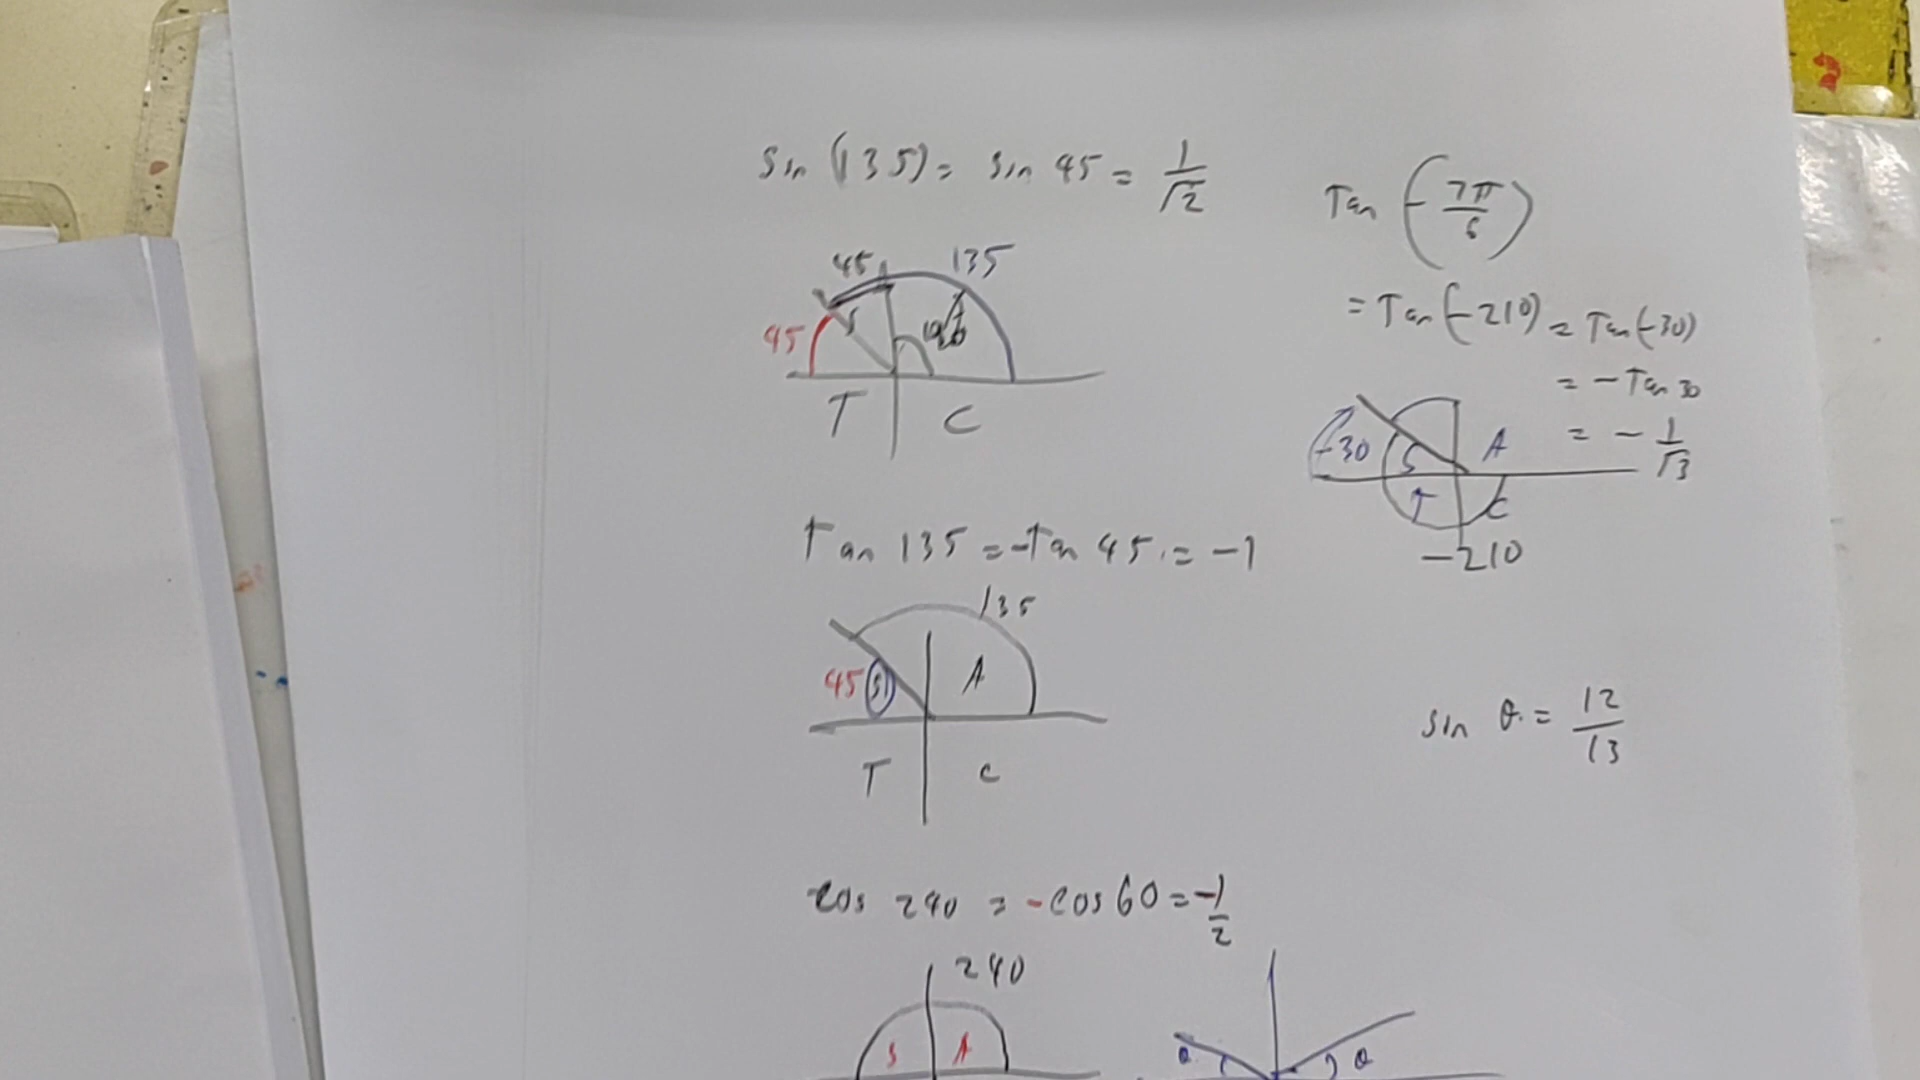 sin (135) = sin 45 = 1/√2
45 135
45 S
T C
Tan 135 = -Tan 45 = -1
135
45 S A
T C
cos 240 = -cos 60 = -1/2
240
S A
θ θ
Tan (-7π/6)
= Tan (-210) = Tan (-30)
= - Tan 30
= - 1/√3
-30 S A
T C
-210
sin θ = 12/13